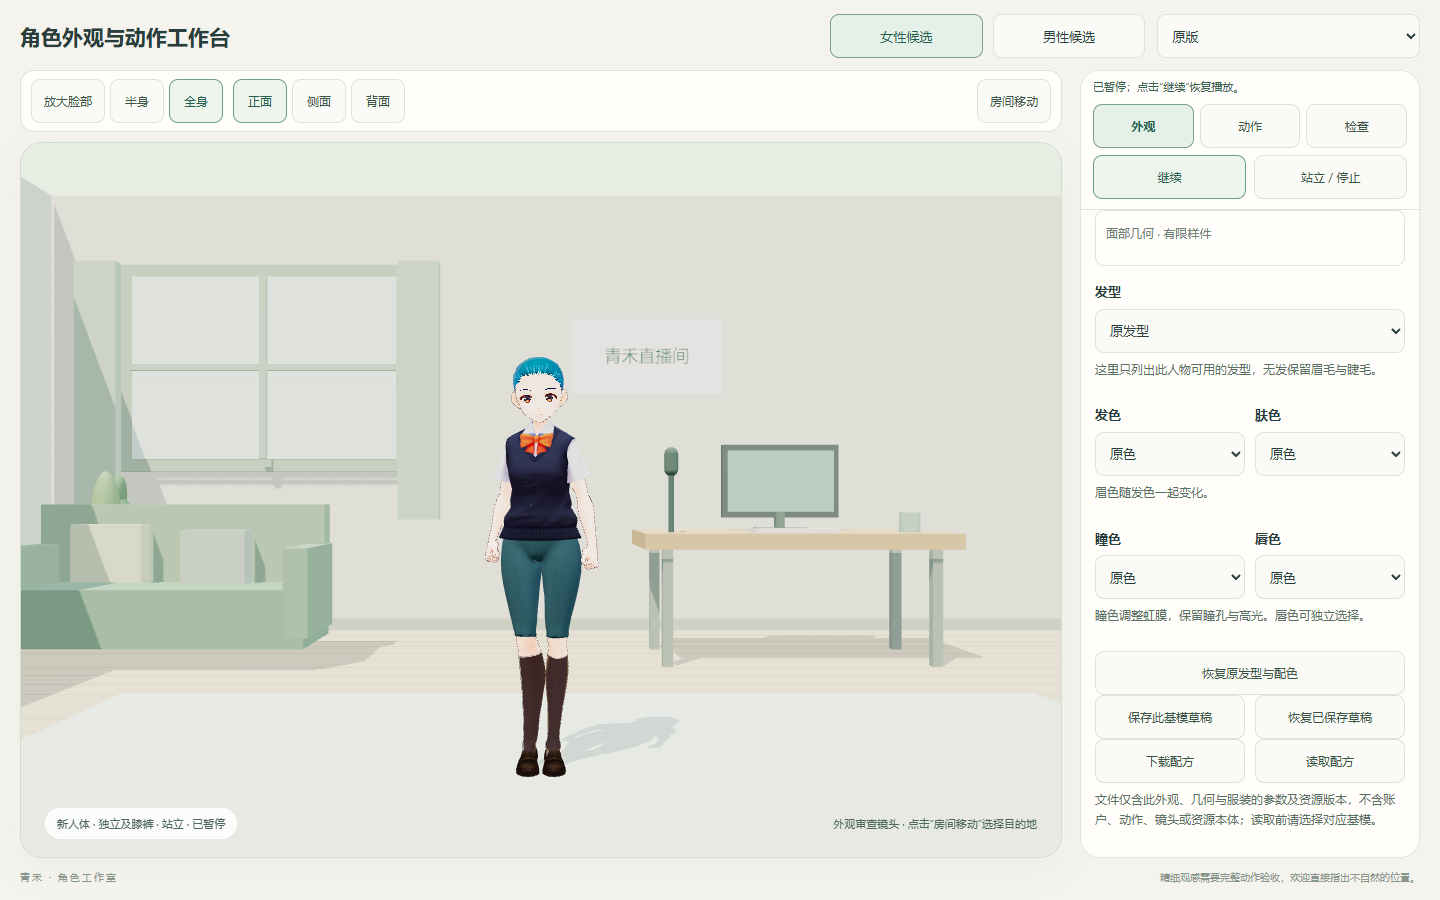 角色外观与动作工作台
女性候选
男性候选
原版
放大脸部
半身
全身
正面
侧面
背面
房间移动
青禾直播间
新人体 · 独立及膝裤 · 站立 · 已暂停
外观审查镜头 · 点击“房间移动”选择目的地
已暂停；点击“继续”恢复播放。
外观
动作
检查
继续
站立 / 停止
面部几何 · 有限样件
发型
原发型
这里只列出此人物可用的发型，无发保留眉毛与睫毛。
发色
肤色
原色
原色
眉色随发色一起变化。
瞳色
唇色
原色
原色
瞳色调整虹膜，保留瞳孔与高光。唇色可独立选择。
恢复原发型与配色
保存此基模草稿
恢复已保存草稿
下载配方
读取配方
文件仅含此外观、几何与服装的参数及资源版本，不含账
户、动作、镜头或资源本体；读取前请选择对应基模。
青禾 · 角色工作室
精细观感需要完整动作验收，欢迎直接指出不自然的位置。